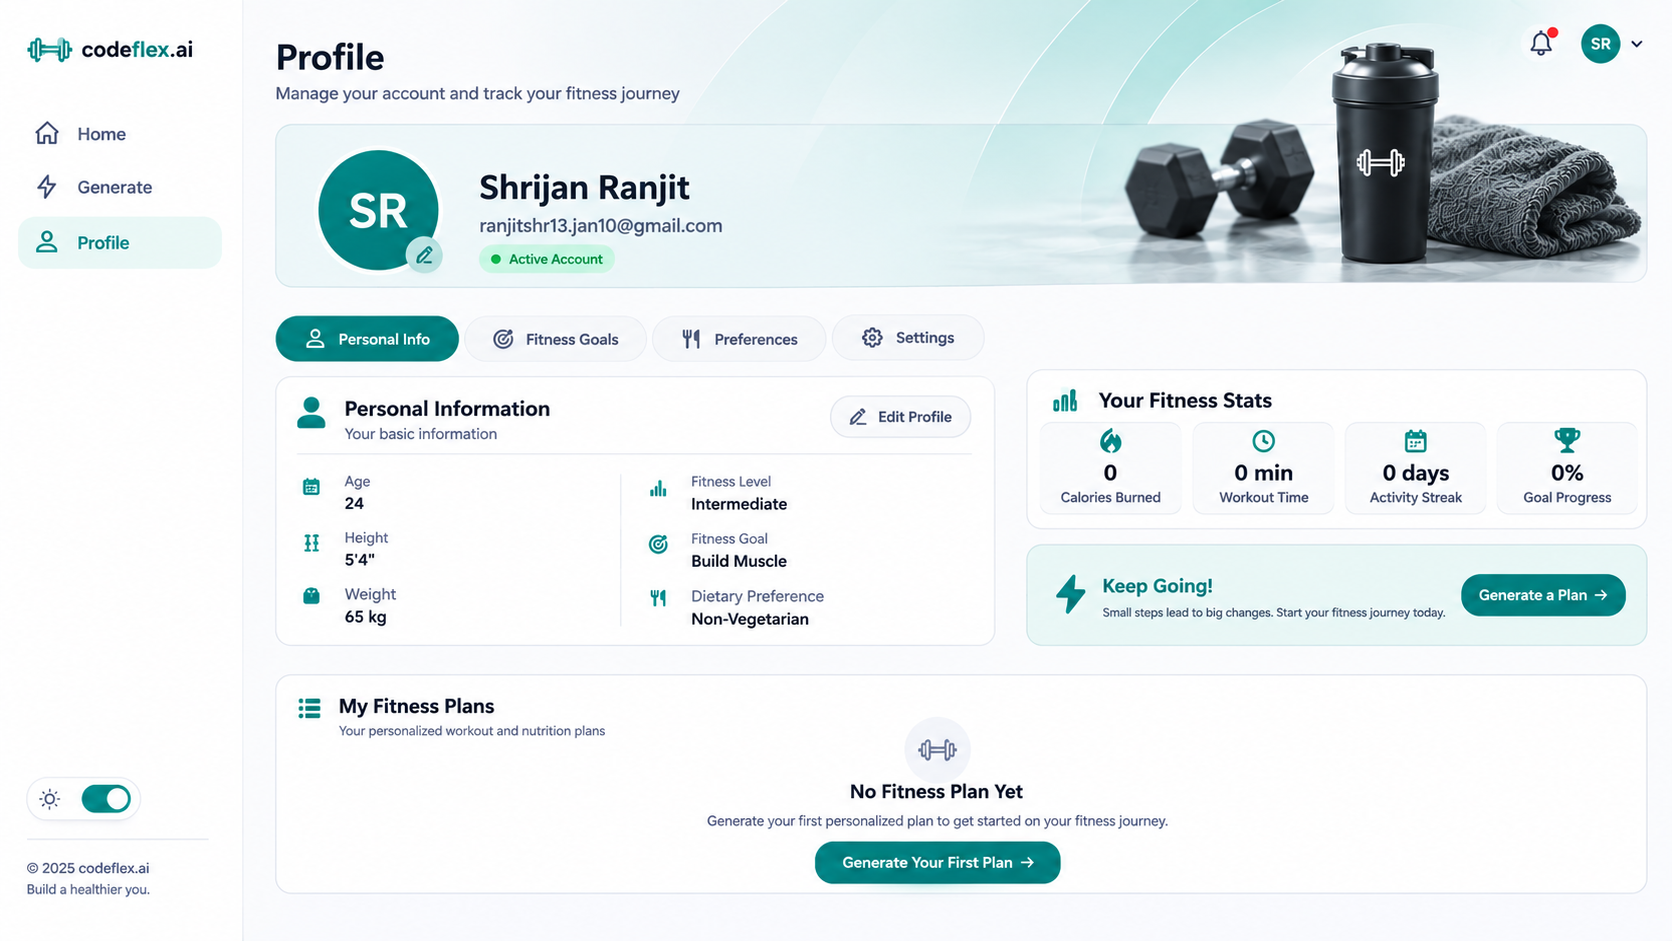 codeflex.ai
Home
Generate
Profile
Profile
Manage your account and track your fitness journey
SR
SR
Shrijan Ranjit
ranjitshr13.jan10@gmail.com
Active Account
Personal Info
Fitness Goals
Preferences
Settings
Personal Information
Your basic information
Edit Profile
Age
24
Height
5'4"
Weight
65 kg
Fitness Level
Intermediate
Fitness Goal
Build Muscle
Dietary Preference
Non-Vegetarian
Your Fitness Stats
0
Calories Burned
0 min
Workout Time
0 days
Activity Streak
0%
Goal Progress
Keep Going!
Small steps lead to big changes. Start your fitness journey today.
Generate a Plan →
My Fitness Plans
Your personalized workout and nutrition plans
No Fitness Plan Yet
Generate your first personalized plan to get started on your fitness journey.
Generate Your First Plan →
© 2025 codeflex.ai
Build a healthier you.